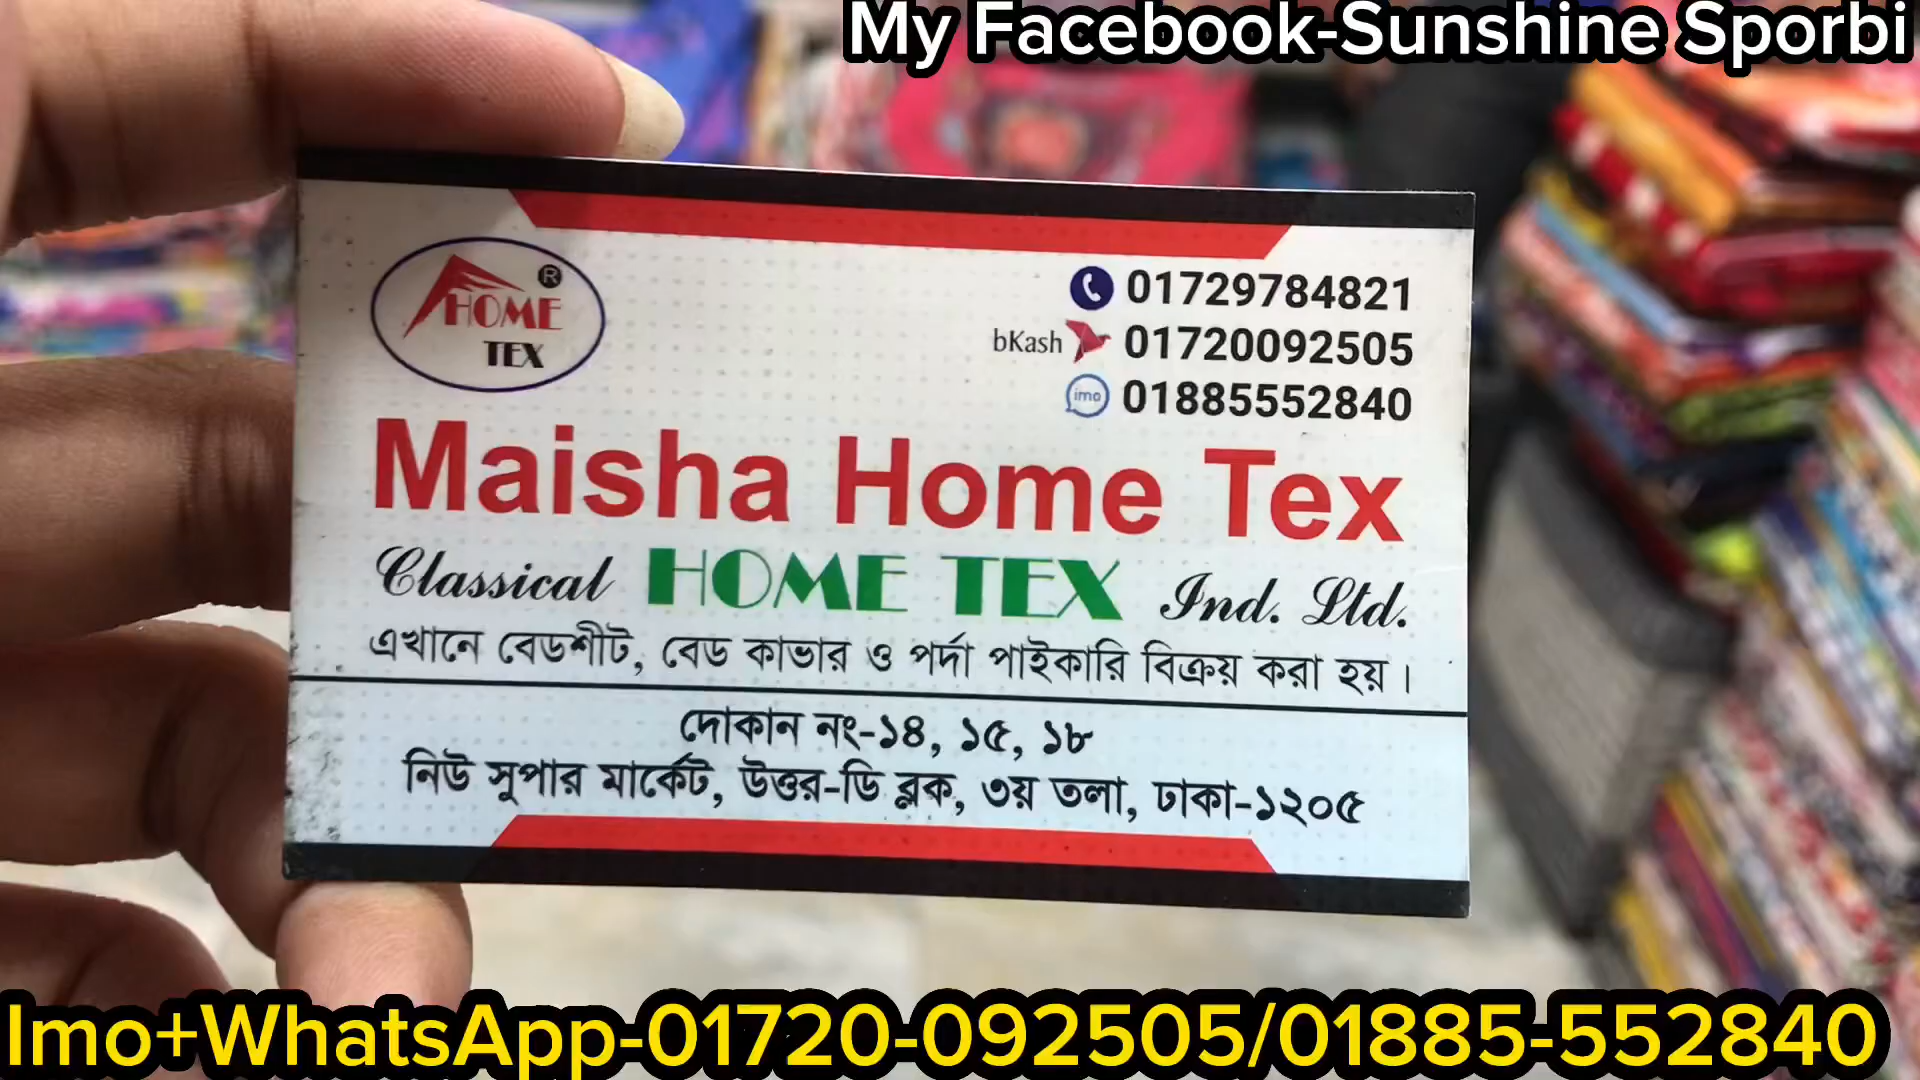 My Facebook-Sunshine Sporbi
HOME ®
TEX
01729784821
bKash 01720092505
imo 01885552840
Maisha Home Tex
Classical HOME TEX Ind. Ltd.
এখানে বেডশীট, বেড কাভার ও পর্দা পাইকারি বিক্রয় করা হয়।
দোকান নং-১৪, ১৫, ১৮
নিউ সুপার মার্কেট, উত্তর-ডি ব্লক, ৩য় তলা, ঢাকা-১২০৫
Imo+WhatsApp-01720-092505/01885-552840